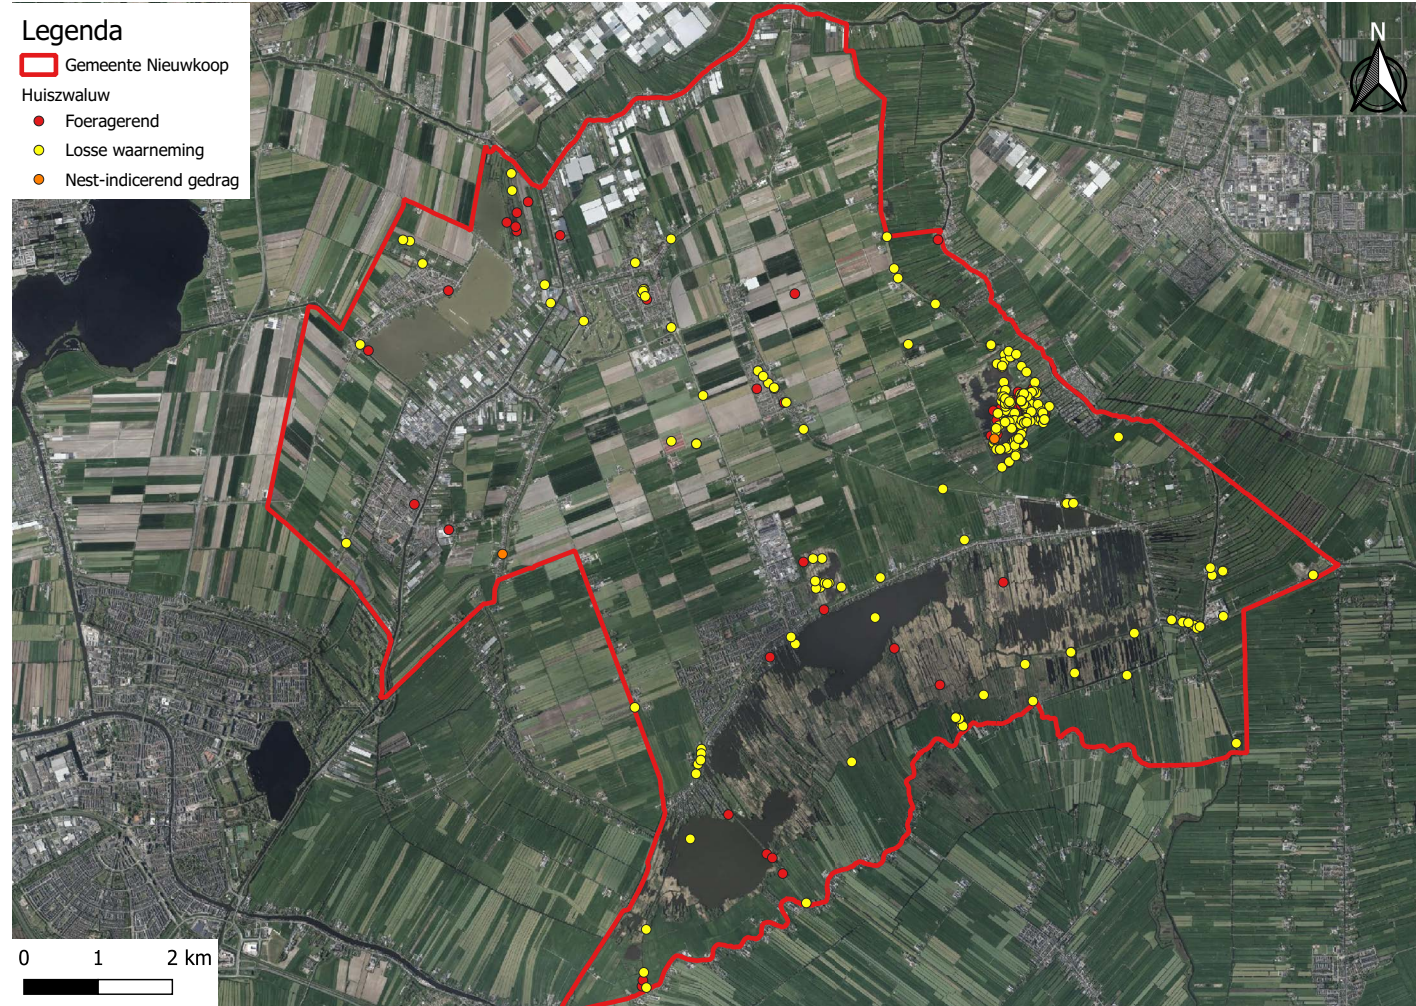 Legenda
Gemeente Nieuwkoop
Huiszwaluw
Foeragerend
Losse waarneming
Nest-indicerend gedrag
N
0 1 2 km